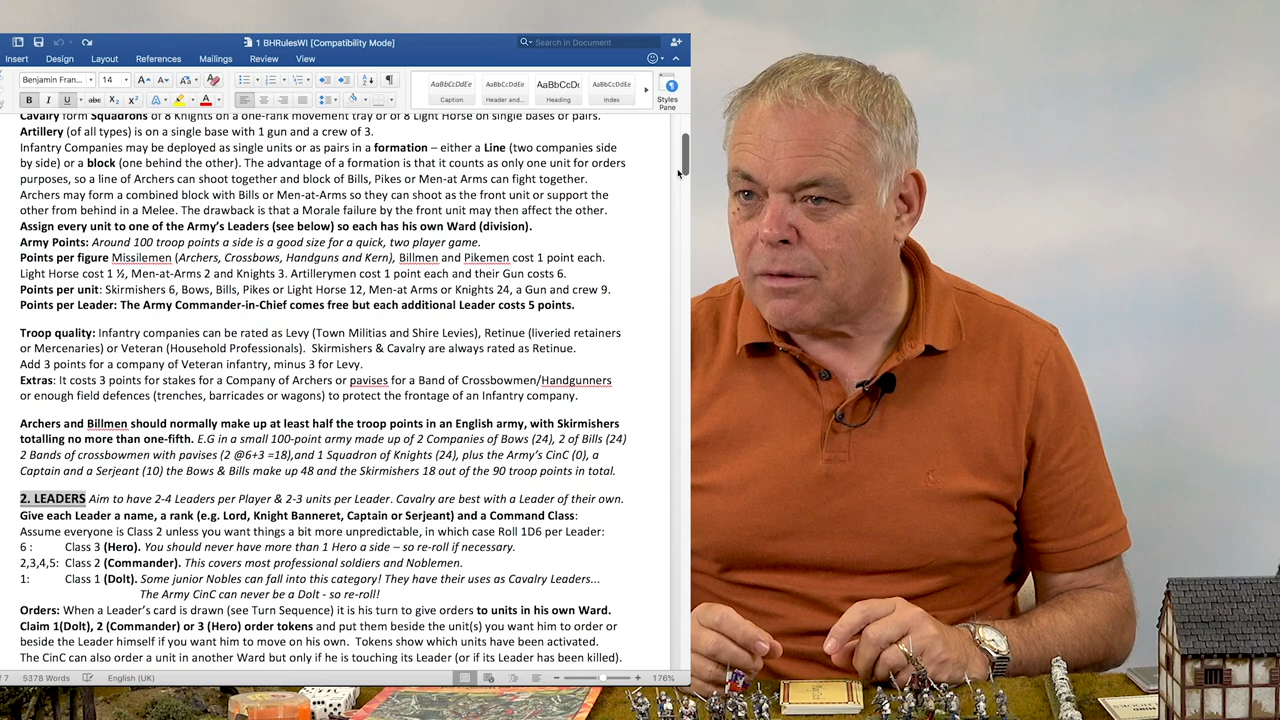 1 BHRulesWI [Compatibility Mode]
Search in Document
Insert Design Layout References Mailings Review View
Benjamin Fran... 14
AaBbCcDdEe AaBbCcDdEe AaBbCcDc AaBbCcDdEe
Caption Header and... Heading Index
Styles Pane
Cavalry form Squadrons of 8 Knights on a one-rank movement tray or of 8 Light Horse on single bases or pairs.
Artillery (of all types) is on a single base with 1 gun and a crew of 3.
Infantry Companies may be deployed as single units or as pairs in a formation – either a Line (two companies side
by side) or a block (one behind the other). The advantage of a formation is that it counts as only one unit for orders
purposes, so a line of Archers can shoot together and block of Bills, Pikes or Men-at Arms can fight together.
Archers may form a combined block with Bills or Men-at-Arms so they can shoot as the front unit or support the
other from behind in a Melee. The drawback is that a Morale failure by the front unit may then affect the other.
Assign every unit to one of the Army’s Leaders (see below) so each has his own Ward (division).
Army Points: Around 100 troop points a side is a good size for a quick, two player game.
Points per figure Missilemen (Archers, Crossbows, Handguns and Kern), Billmen and Pikemen cost 1 point each.
Light Horse cost 1 ½, Men-at-Arms 2 and Knights 3. Artillerymen cost 1 point each and their Gun costs 6.
Points per unit: Skirmishers 6, Bows, Bills, Pikes or Light Horse 12, Men-at Arms or Knights 24, a Gun and crew 9.
Points per Leader: The Army Commander-in-Chief comes free but each additional Leader costs 5 points.
Troop quality: Infantry companies can be rated as Levy (Town Militias and Shire Levies), Retinue (liveried retainers
or Mercenaries) or Veteran (Household Professionals). Skirmishers & Cavalry are always rated as Retinue.
Add 3 points for a company of Veteran infantry, minus 3 for Levy.
Extras: It costs 3 points for stakes for a Company of Archers or pavises for a Band of Crossbowmen/Handgunners
or enough field defences (trenches, barricades or wagons) to protect the frontage of an Infantry company.
Archers and Billmen should normally make up at least half the troop points in an English army, with Skirmishers
totalling no more than one-fifth. E.G in a small 100-point army made up of 2 Companies of Bows (24), 2 of Bills (24)
2 Bands of crossbowmen with pavises (2 @6+3 =18),and 1 Squadron of Knights (24), plus the Army’s CinC (0), a
Captain and a Serjeant (10) the Bows & Bills make up 48 and the Skirmishers 18 out of the 90 troop points in total.
2. LEADERS Aim to have 2-4 Leaders per Player & 2-3 units per Leader. Cavalry are best with a Leader of their own.
Give each Leader a name, a rank (e.g. Lord, Knight Banneret, Captain or Serjeant) and a Command Class:
Assume everyone is Class 2 unless you want things a bit more unpredictable, in which case Roll 1D6 per Leader:
6 : Class 3 (Hero). You should never have more than 1 Hero a side – so re-roll if necessary.
2,3,4,5: Class 2 (Commander). This covers most professional soldiers and Noblemen.
1: Class 1 (Dolt). Some junior Nobles can fall into this category! They have their uses as Cavalry Leaders...
The Army CinC can never be a Dolt - so re-roll!
Orders: When a Leader’s card is drawn (see Turn Sequence) it is his turn to give orders to units in his own Ward.
Claim 1(Dolt), 2 (Commander) or 3 (Hero) order tokens and put them beside the unit(s) you want him to order or
beside the Leader himself if you want him to move on his own. Tokens show which units have been activated.
The CinC can also order a unit in another Ward but only if he is touching its Leader (or if its Leader has been killed).
7 5378 Words English (UK) 176%